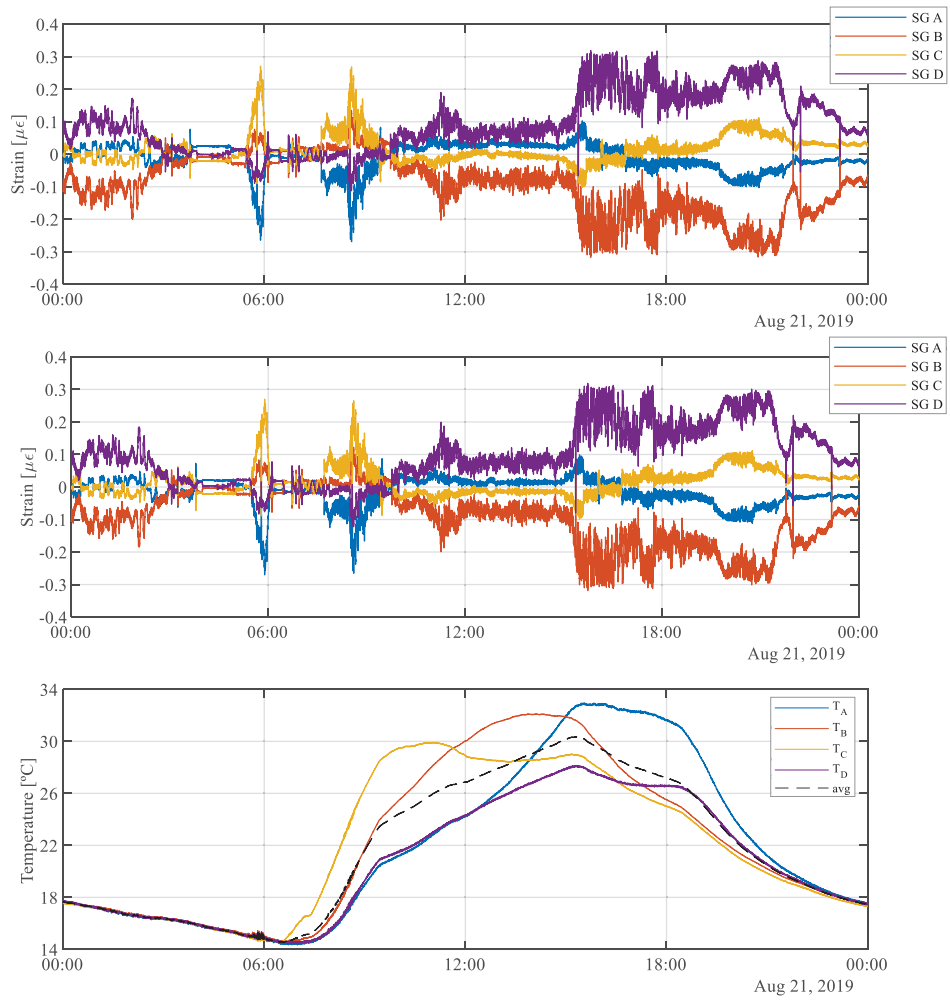 0.4
0.3
0.2
0.1
0
-0.1
-0.2
-0.3
-0.4
Strain [με]
00:00 06:00 12:00 18:00 00:00
Aug 21, 2019
SG A
SG B
SG C
SG D
0.4
0.3
0.2
0.1
0
-0.1
-0.2
-0.3
-0.4
Strain [με]
00:00 06:00 12:00 18:00 00:00
Aug 21, 2019
SG A
SG B
SG C
SG D
34
30
26
22
18
14
Temperature [ºC]
00:00 06:00 12:00 18:00 00:00
Aug 21, 2019
T_A
T_B
T_C
T_D
avg